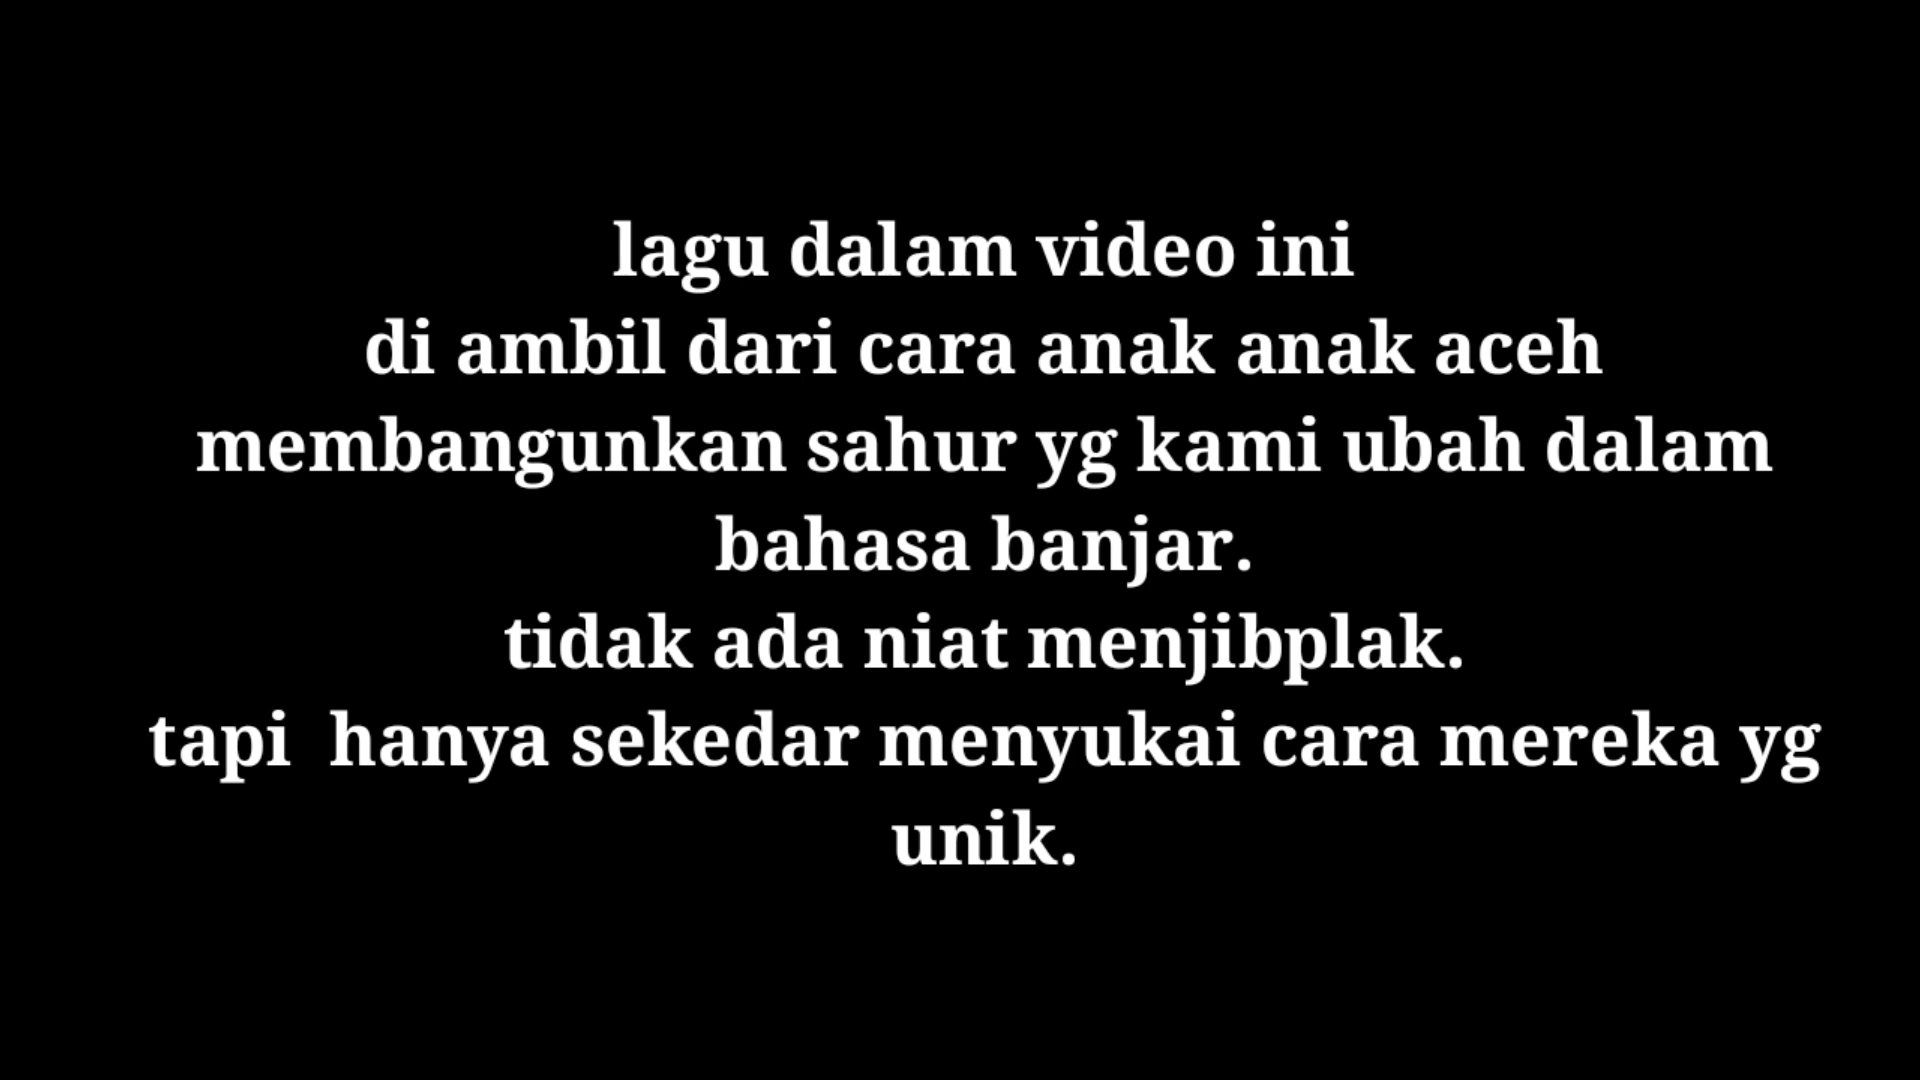 lagu dalam video ini
di ambil dari cara anak anak aceh
membangunkan sahur yg kami ubah dalam
bahasa banjar.
tidak ada niat menjibplak.
tapi  hanya sekedar menyukai cara mereka yg
unik.